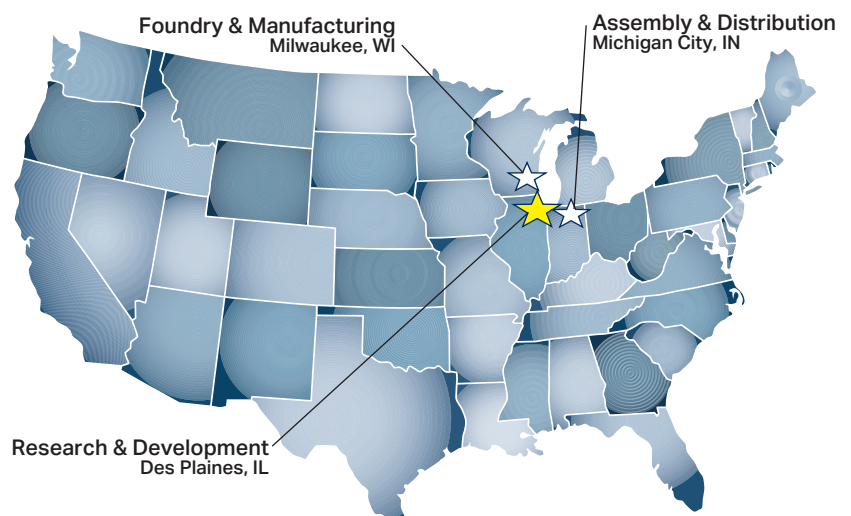 Foundry & Manufacturing
Milwaukee, WI
Assembly & Distribution
Michigan City, IN
Research & Development
Des Plaines, IL